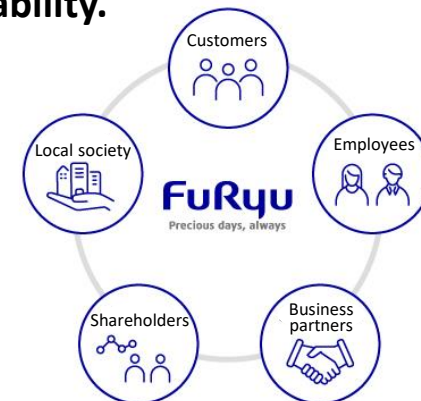 ability.
Customers
Local society
Employees
FuRyu
Precious days, always
Shareholders
Business
partners